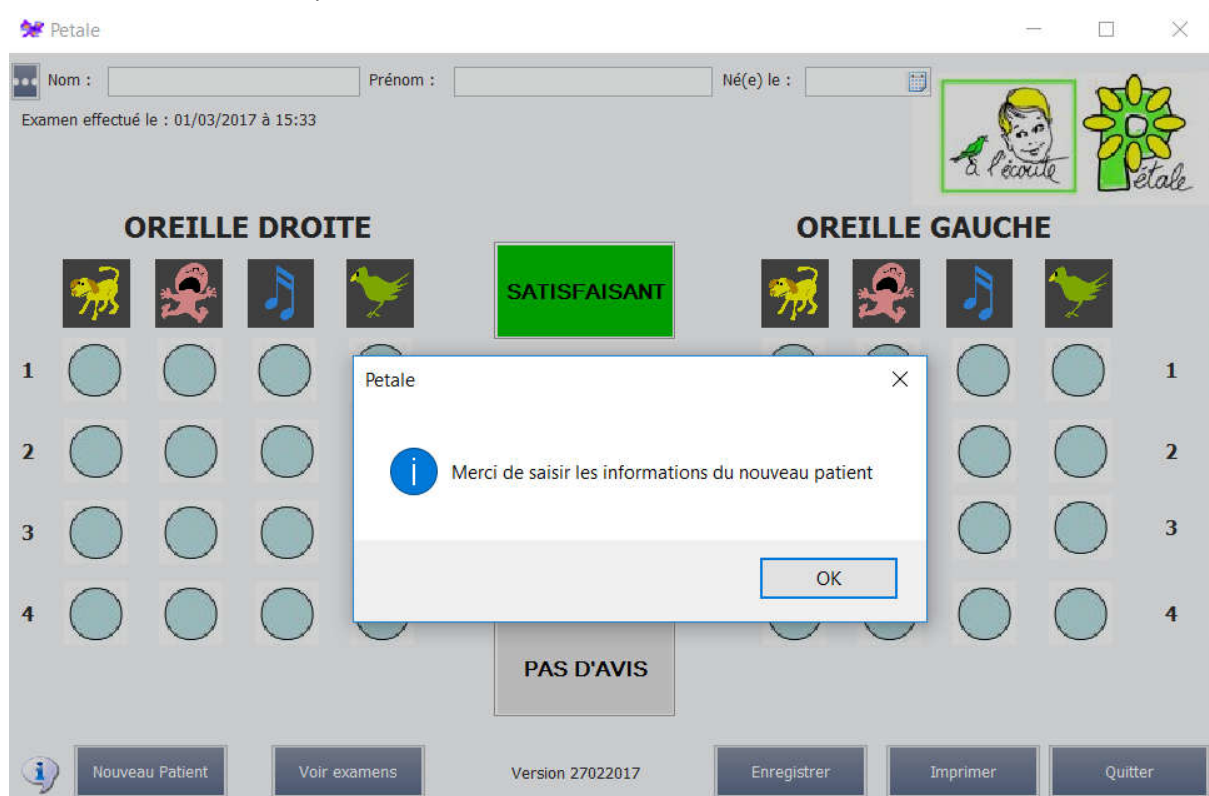 Petale
Nom :
Prénom :
Né(e) le :
Examen effectué le : 01/03/2017 à 15:33
à l'écoute
Pétale
OREILLE DROITE
OREILLE GAUCHE
SATISFAISANT
1
1
Petale
2
Merci de saisir les informations du nouveau patient
2
3
3
OK
4
4
PAS D'AVIS
Nouveau Patient
Voir examens
Version 27022017
Enregistrer
Imprimer
Quitter